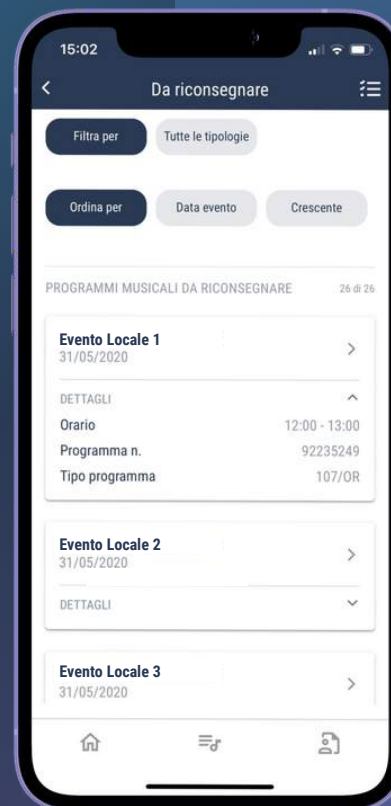 15:02
Da riconsegnare
Filtra per Tutte le tipologie
Ordina per Data evento Crescente
PROGRAMMI MUSICALI DA RICONSEGNARE 26 di 26
Evento Locale 1
31/05/2020
DETTAGLI
Orario 12:00 - 13:00
Programma n. 92235249
Tipo programma 107/OR
Evento Locale 2
31/05/2020
DETTAGLI
Evento Locale 3
31/05/2020